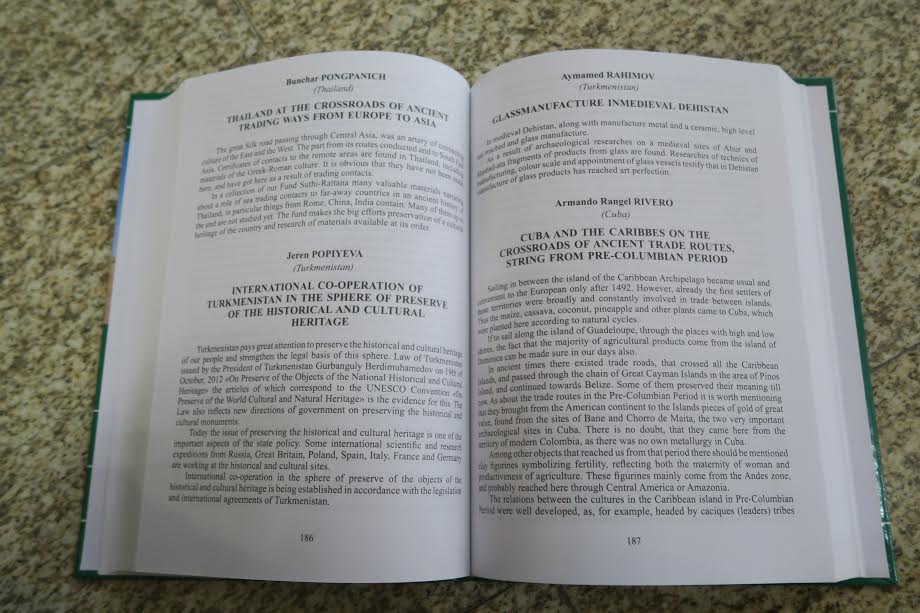 Bunchar PONGPANICH
(Thailand)
THAILAND AT THE CROSSROADS OF ANCIENT
TRADING WAYS FROM EUROPE TO ASIA
The great Silk road passing through Central Asia, was an artery of connecting
culture of the East and the West. The part from its routes conducted and to South East
Asia. Certificates of contacts to the remote areas are found in Thailand, including
materials of the Greek-Roman culture. It is obvious that they have not been made
here, and have got here as a result of trading contacts.
In a collection of our Fund Suthi-Rattana many valuable materials narrating
about a role of sea trading contacts to far-away countries in an ancient history of
Thailand, in particular things from Rome, China, India contain. Many of them up to
the end are not studied yet. The fund makes the big efforts preservation of a cultural
heritage of the country and research of materials available at its order.
Jeren POPIYEVA
(Turkmenistan)
INTERNATIONAL CO-OPERATION OF
TURKMENISTAN IN THE SPHERE OF PRESERVE
OF THE HISTORICAL AND CULTURAL
HERITAGE
Turkmenistan pays great attention to preserve the historical and cultural heritage
of our people and strengthen the legal basis of this sphere. Law of Turkmenistan
issued by the President of Turkmenistan Gurbanguly Berdimuhamedov on 19th of
October, 2012 «On Preserve of the Objects of the National Historical and Cultural
Heritage» the articles of which correspond to the UNESCO Convention «On
Preserve of the World Cultural and Natural Heritage» is the evidence for this. The
Law also reflects new directions of government on preserving the historical and
cultural monuments.
Today the issue of preserving the historical and cultural heritage is one of the
important aspects of the state policy. Some international scientific and research
expeditions from Russia, Great Britain, Poland, Spain, Italy, France and Germany
are working at the historical and cultural sites.
International co-operation in the sphere of preserve of the objects of the
historical and cultural heritage is being established in accordance with the legislation
and international agreements of Turkmenistan.
186
Aymamed RAHIMOV
(Turkmenistan)
GLASSMANUFACTURE INMEDIEVAL DEHISTAN
In medieval Dehistan, along with manufacture metal and a ceramic, high level
had reached and glass manufacture.
As a result of archaeological researches on a medieval sites of Ahur and
fragments of products from glass are found. Researches of technics of
manufacturing, colour scale and appointment of glass vessels testify that in Dehistan
manufacture of glass products has reached art perfection.
Armando Rangel RIVERO
(Cuba)
CUBA AND THE CARIBBES ON THE
CROSSROADS OF ANCIENT TRADE ROUTES,
STRING FROM PRE-COLUMBIAN PERIOD
Sailing in between the island of the Caribbean Archipelago became usual and
convenient to the European only after 1492. However, already the first settlers of
those territories were broadly and constantly involved in trade between islands.
Thus the maize, cassava, coconut, pineapple and other plants came to Cuba, which
were planted here according to natural cycles.
If to sail along the island of Guadeloupe, through the places with high and low
shores, the fact that the majority of agricultural products come from the island of
Dominica can be made sure in our days also.
In ancient times there existed trade roads, that crossed all the Caribbean
Islands, and passed through the chain of Great Cayman Islands in the area of Pinos
Island, and continued towards Belize. Some of them preserved their meaning till
now. As about the trade routes in the Pre-Columbian Period it is worth mentioning
that they brought from the American continent to the Islands pieces of gold of great
value, found from the sites of Bane and Chorro de Maita, the two very important
archaeological sites in Cuba. There is no doubt, that they came here from the
territory of modern Colombia, as there was no own metallurgy in Cuba.
Among other objects that reached us from that period there should be mentioned
clay figurines symbolizing fertility, reflecting both the maternity of woman and
productiveness of agriculture. These figurines mainly come from the Andes zone,
and probably reached here through Central America or Amazonia.
The relations between the cultures in the Caribbean island in Pre-Columbian
Period were well developed, as, for example, headed by caciques (leaders) tribes
187